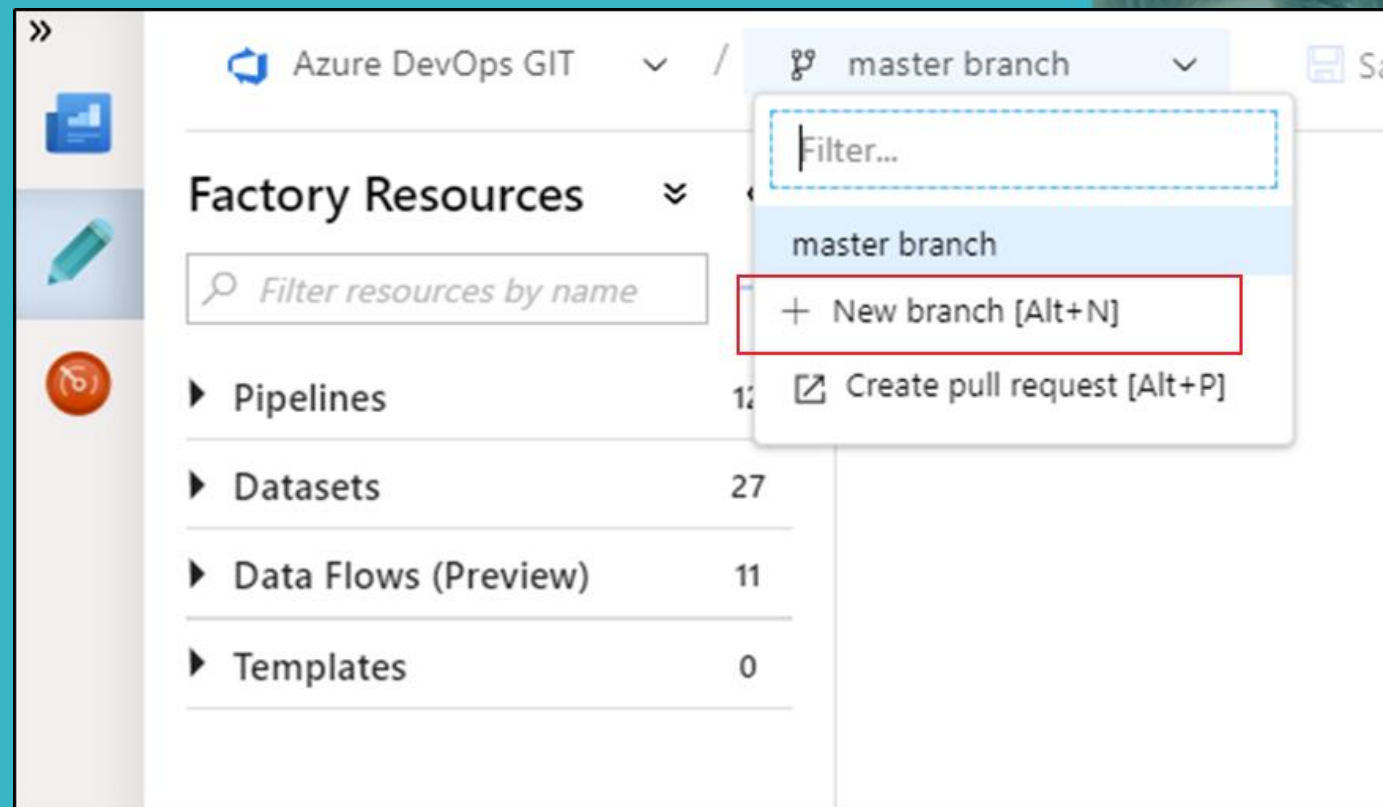 Azure DevOps GIT / master branch
Filter...
Factory Resources
master branch
Filter resources by name
+ New branch [Alt+N]
Create pull request [Alt+P]
Pipelines
Datasets 27
Data Flows (Preview) 11
Templates 0